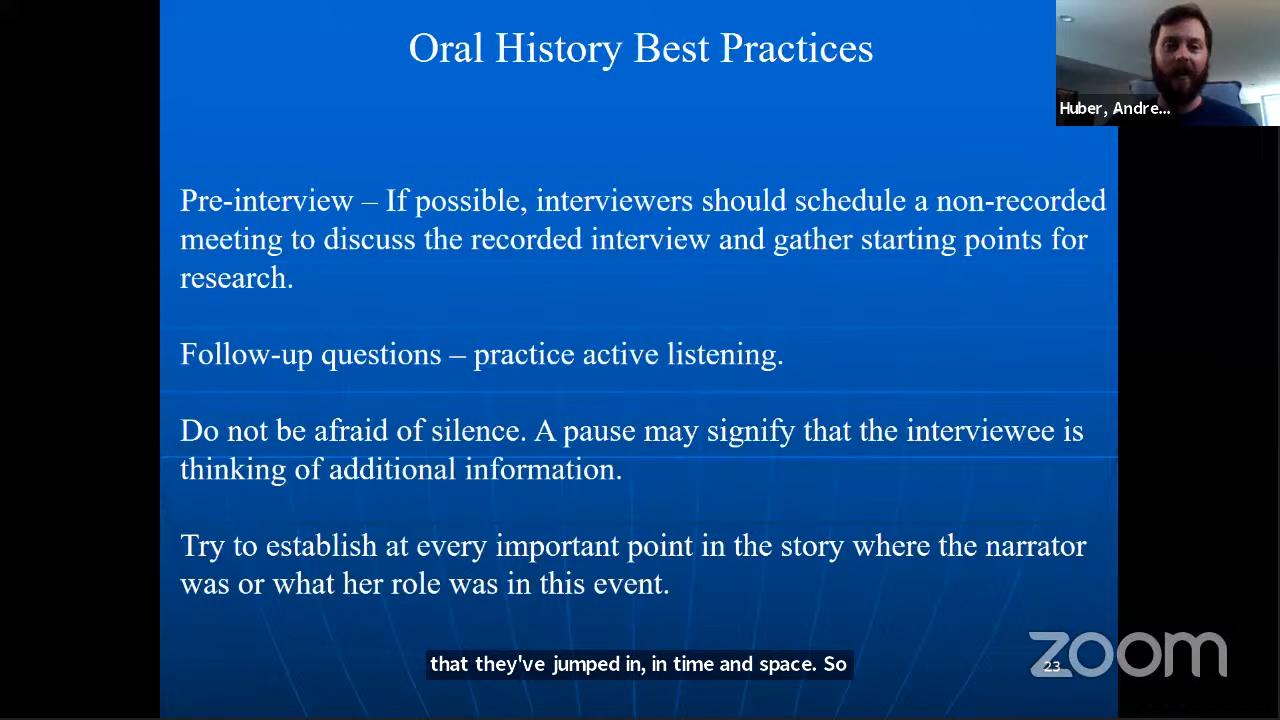 Oral History Best Practices
Huber, Andre...
Pre-interview – If possible, interviewers should schedule a non-recorded
meeting to discuss the recorded interview and gather starting points for
research.
Follow-up questions – practice active listening.
Do not be afraid of silence. A pause may signify that the interviewee is
thinking of additional information.
Try to establish at every important point in the story where the narrator
was or what her role was in this event.
that they've jumped in, in time and space. So
zoom
23